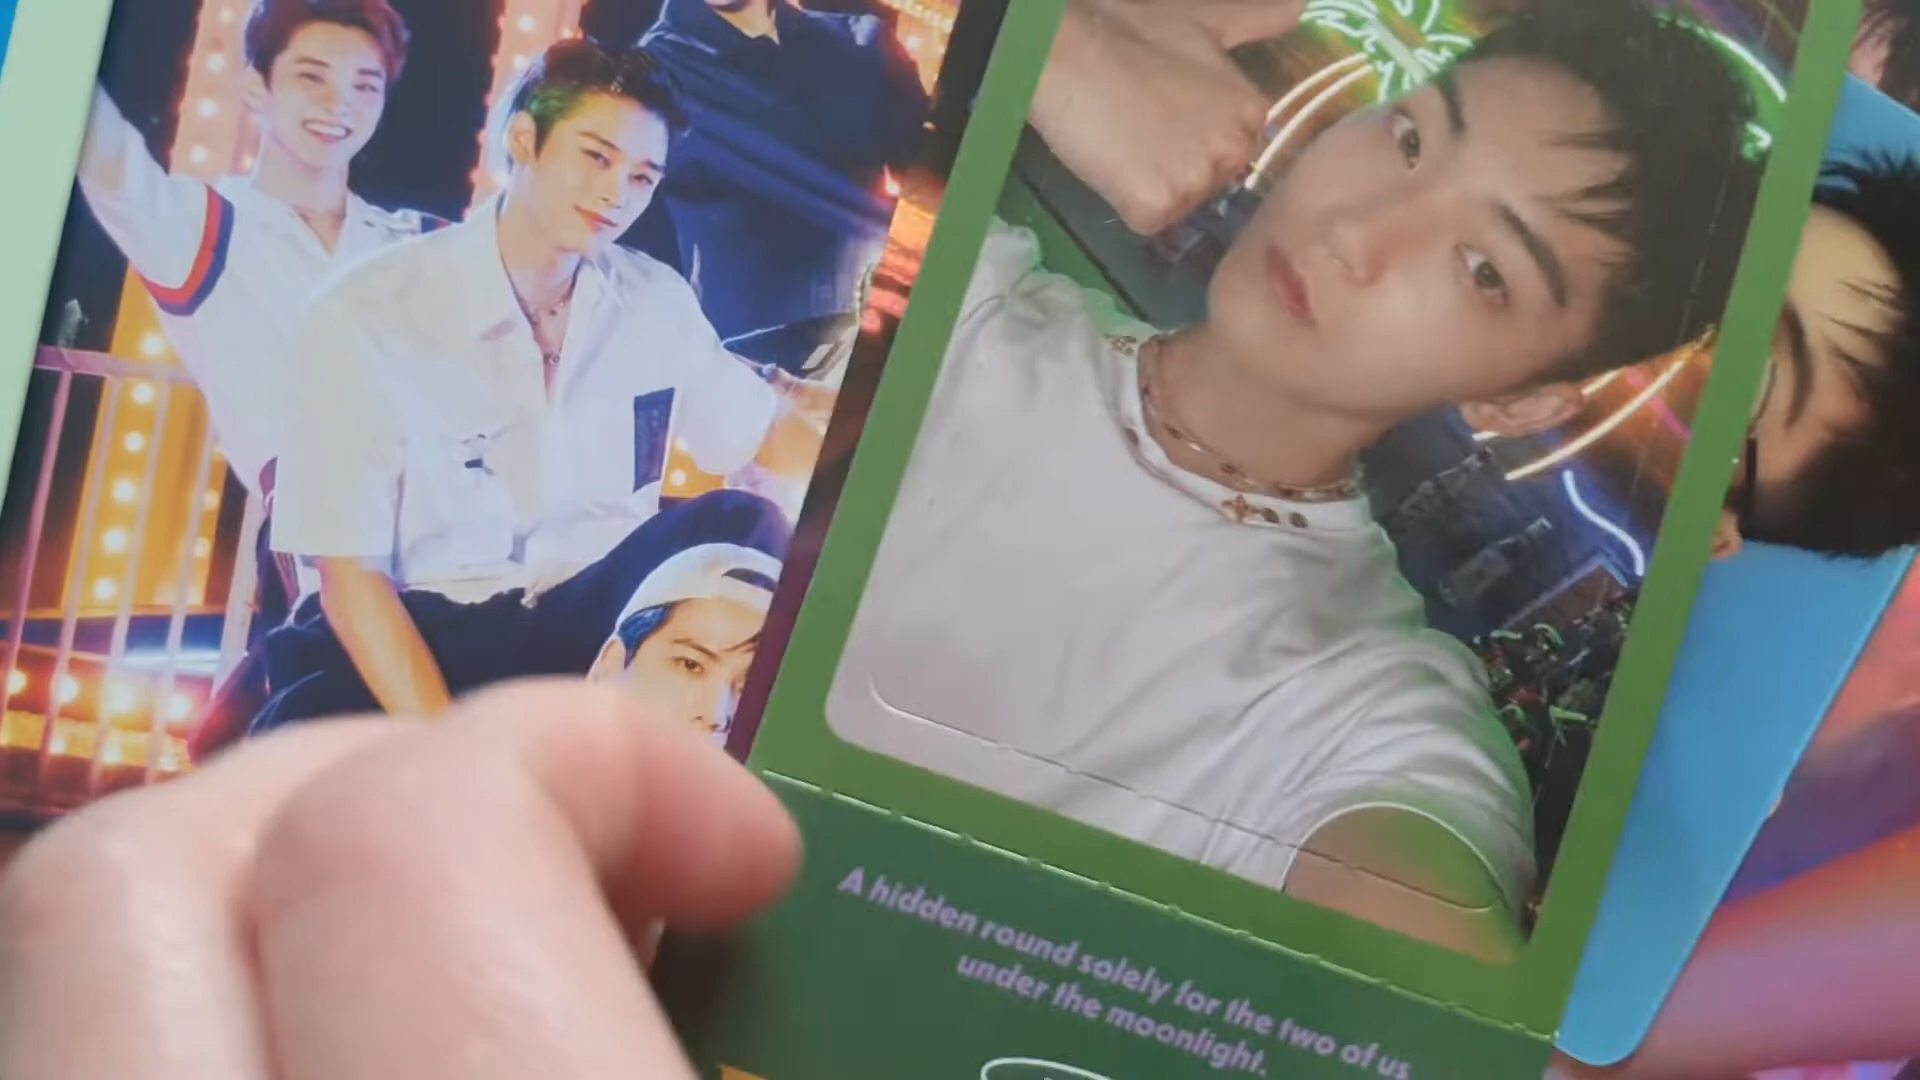 A hidden round solely for the two of us
under the moonlight.